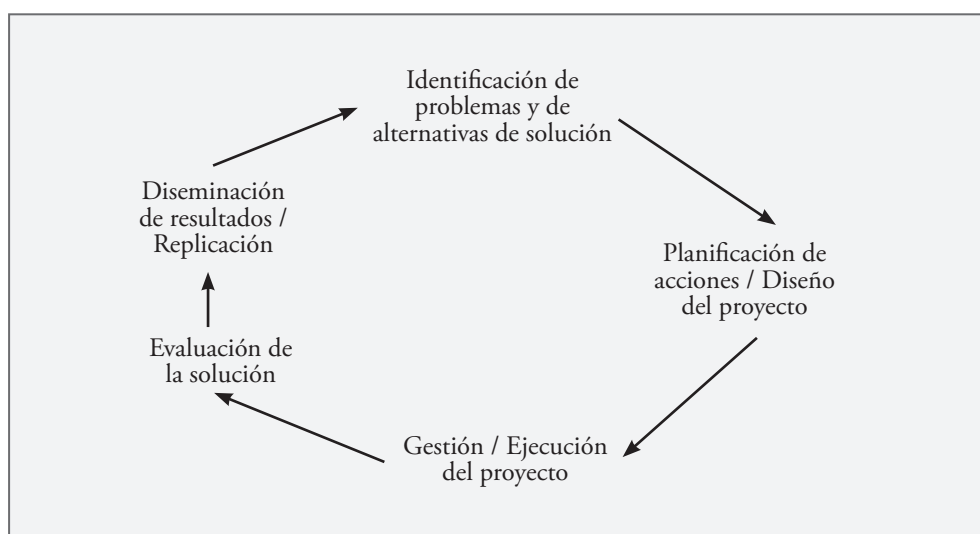 Identificación de
problemas y de
alternativas de solución
Planificación de
acciones / Diseño
del proyecto
Gestión / Ejecución
del proyecto
Evaluación de
la solución
Diseminación
de resultados /
Replicación